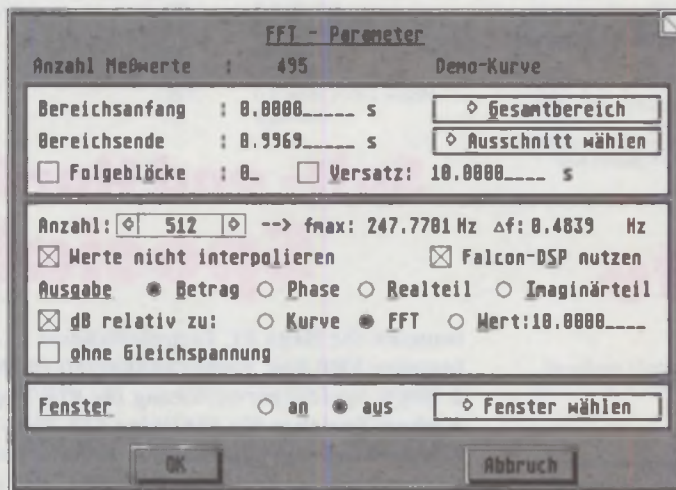 FFT - Parameter
Anzahl Meßwerte : 495 Demo-Kurve
Bereichsanfang : 0.0000_____ s ◊ Gesamtbereich
Bereichsende : 0.9969_____ s ◊ Ausschnitt wählen
Folgeblöcke : 0_ Versatz: 10.0000____ s
Anzahl: ◊ 512 ◊ --> fmax: 247.7701 Hz Δf: 0.4839 Hz
Werte nicht interpolieren Falcon-DSP nutzen
Ausgabe Betrag Phase Realteil Imaginärteil
dB relativ zu: Kurve FFT Wert:10.0000____
ohne Gleichspannung
Fenster an aus ◊ Fenster wählen
OK Abbruch